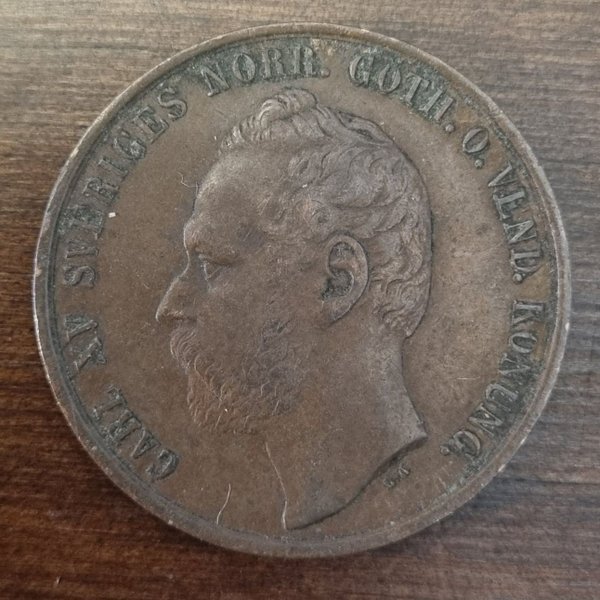 CARL XV SVERIGES NORR. GOTH. O. VEND. KONUNG.